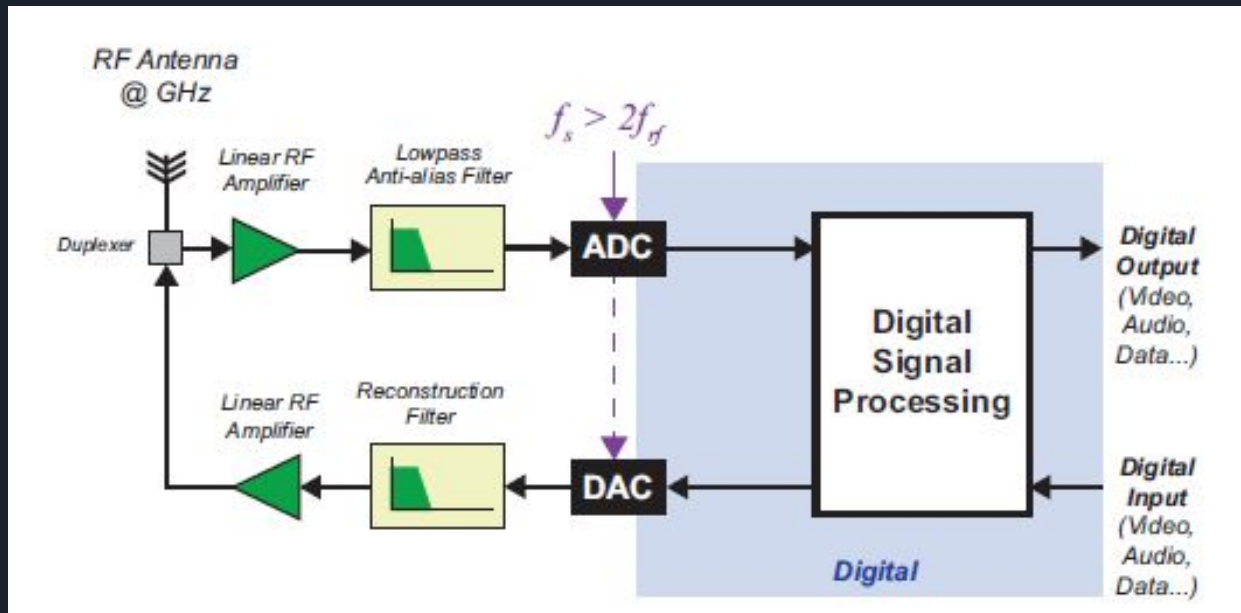 RF Antenna
@ GHz
Linear RF
Amplifier
Lowpass
Anti-alias Filter
fs > 2frf
Duplexer
ADC
Digital
Signal
Processing
Digital
Output
(Video,
Audio,
Data...)
Linear RF
Amplifier
Reconstruction
Filter
DAC
Digital
Input
(Video,
Audio,
Data...)
Digital